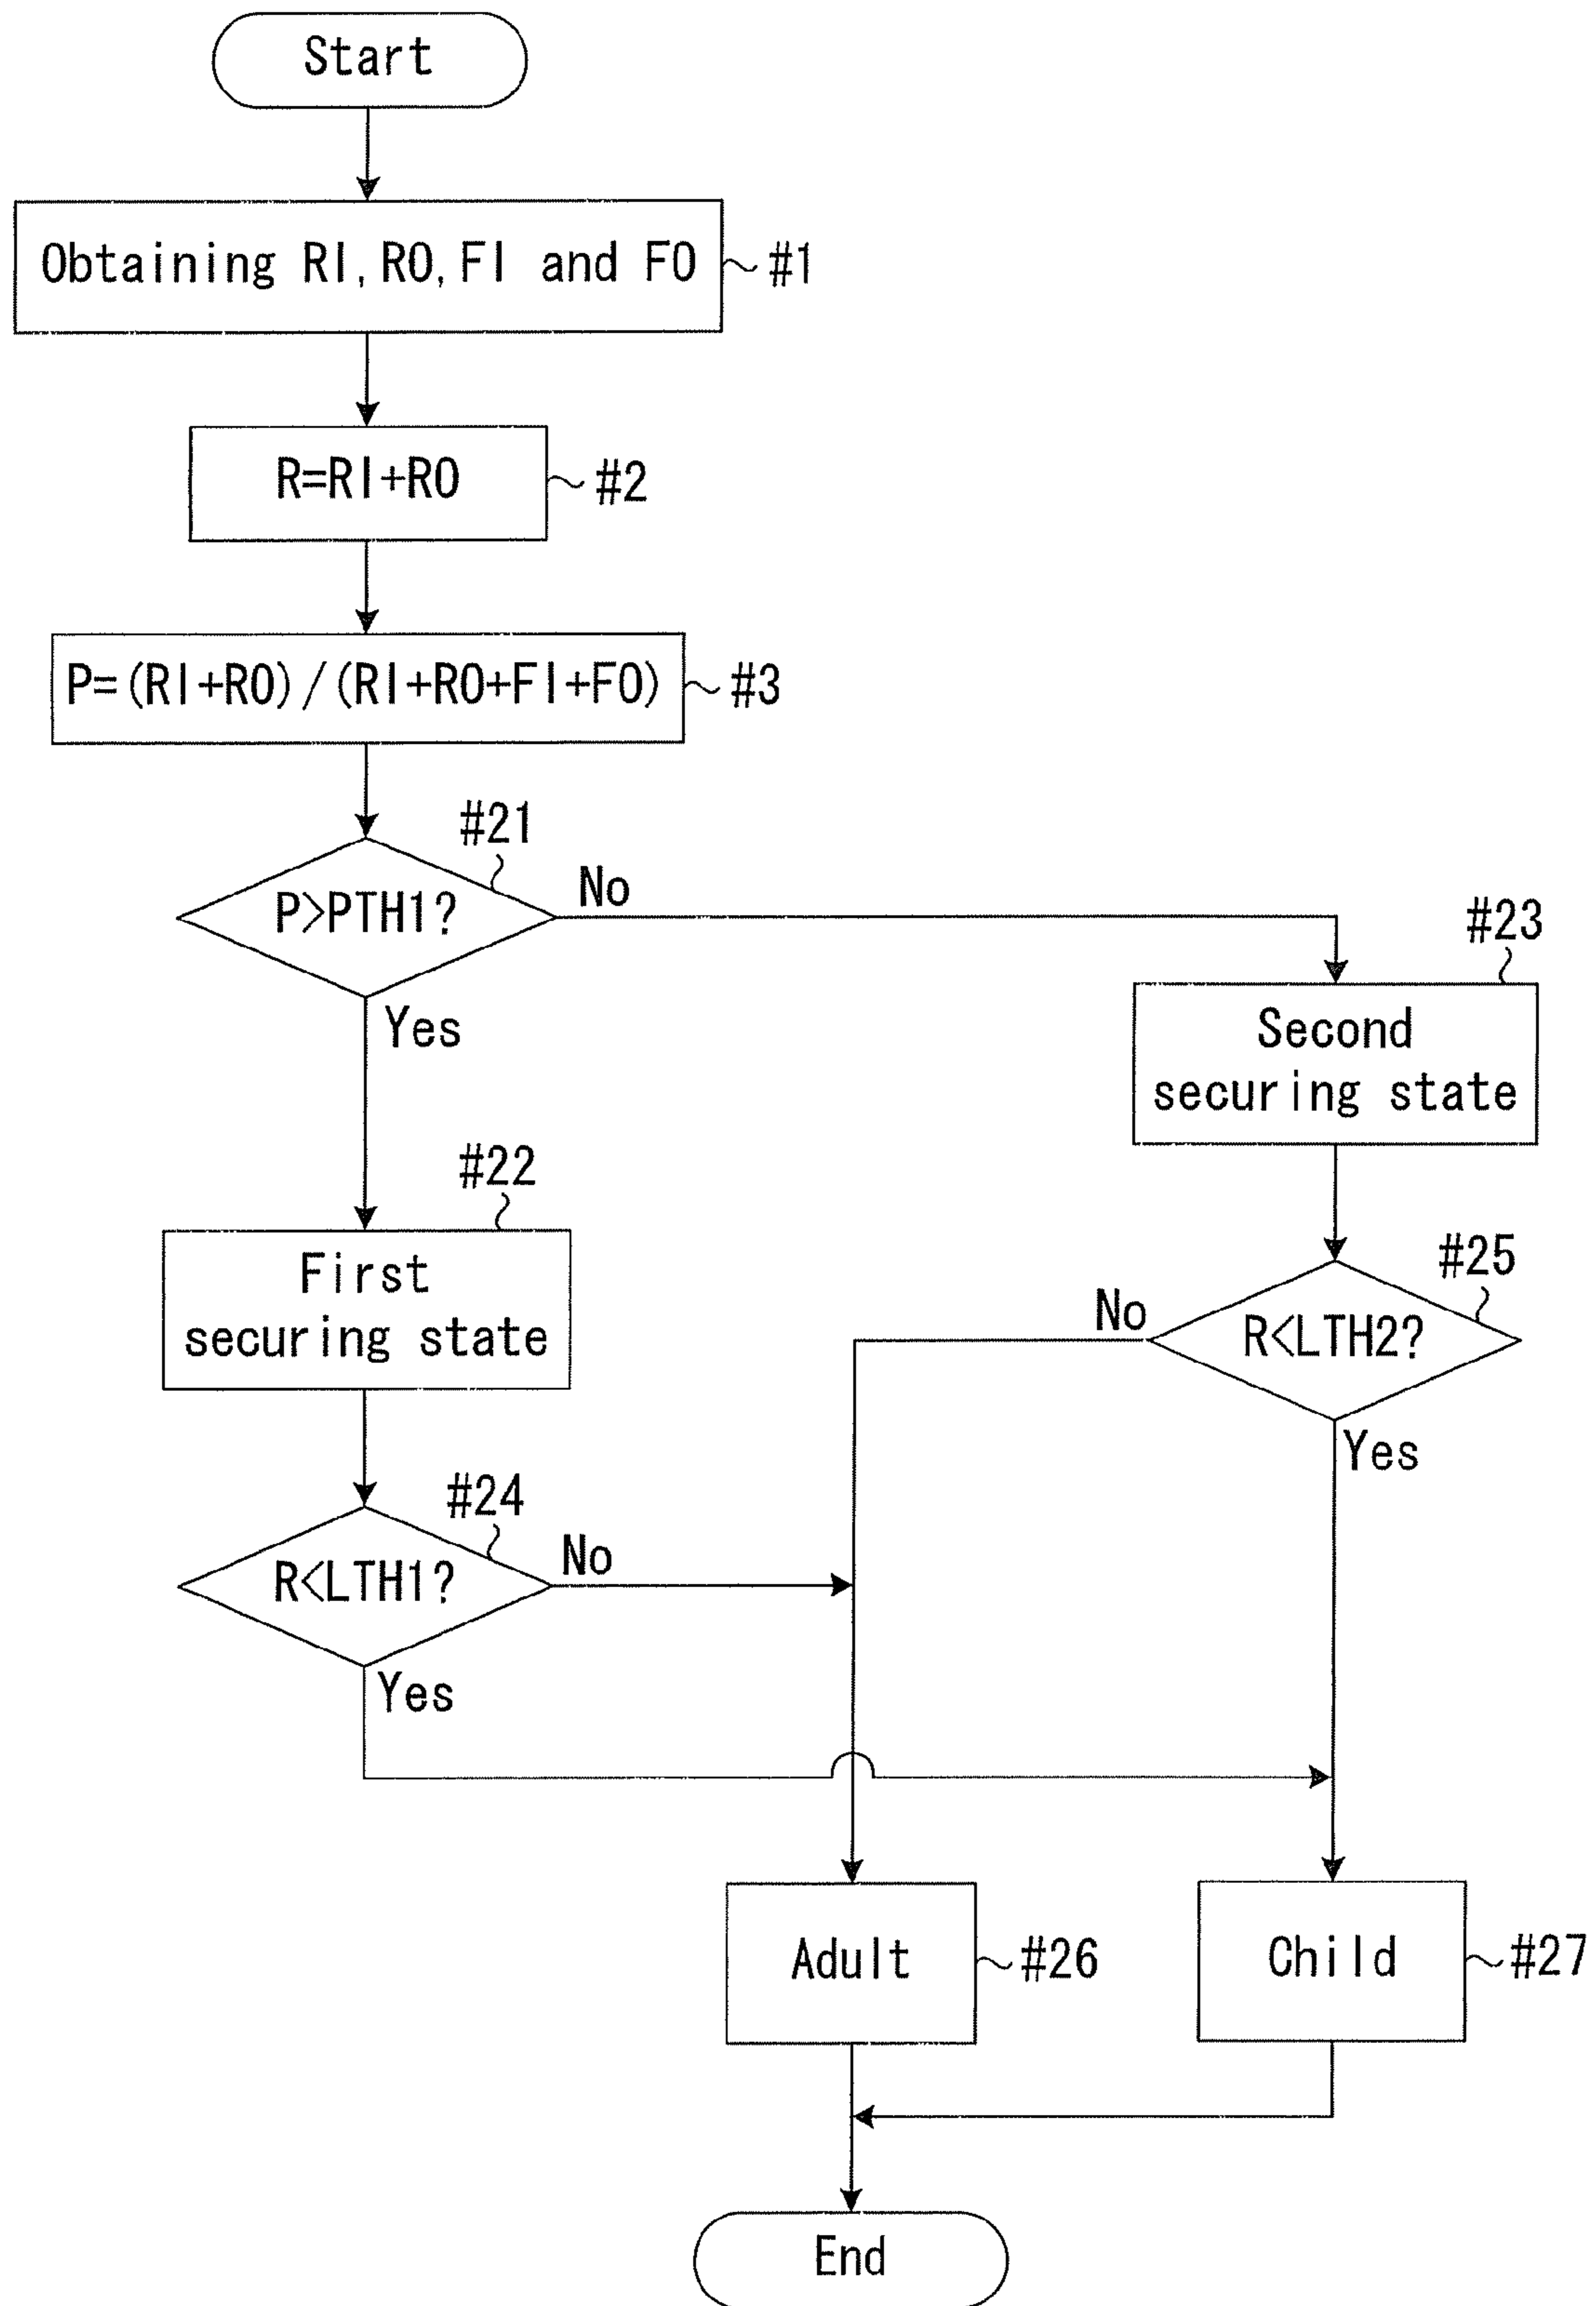 Start
Obtaining RI, RO, FI and FO
#1
R=RI+RO
#2
P=(RI+RO)/(RI+RO+FI+FO)
#3
#21
P>PTH1?
No
Yes
#23
Second
securing state
#22
First
securing state
#25
R<LTH2?
No
Yes
#24
R<LTH1?
No
Yes
Adult
#26
Child
#27
End